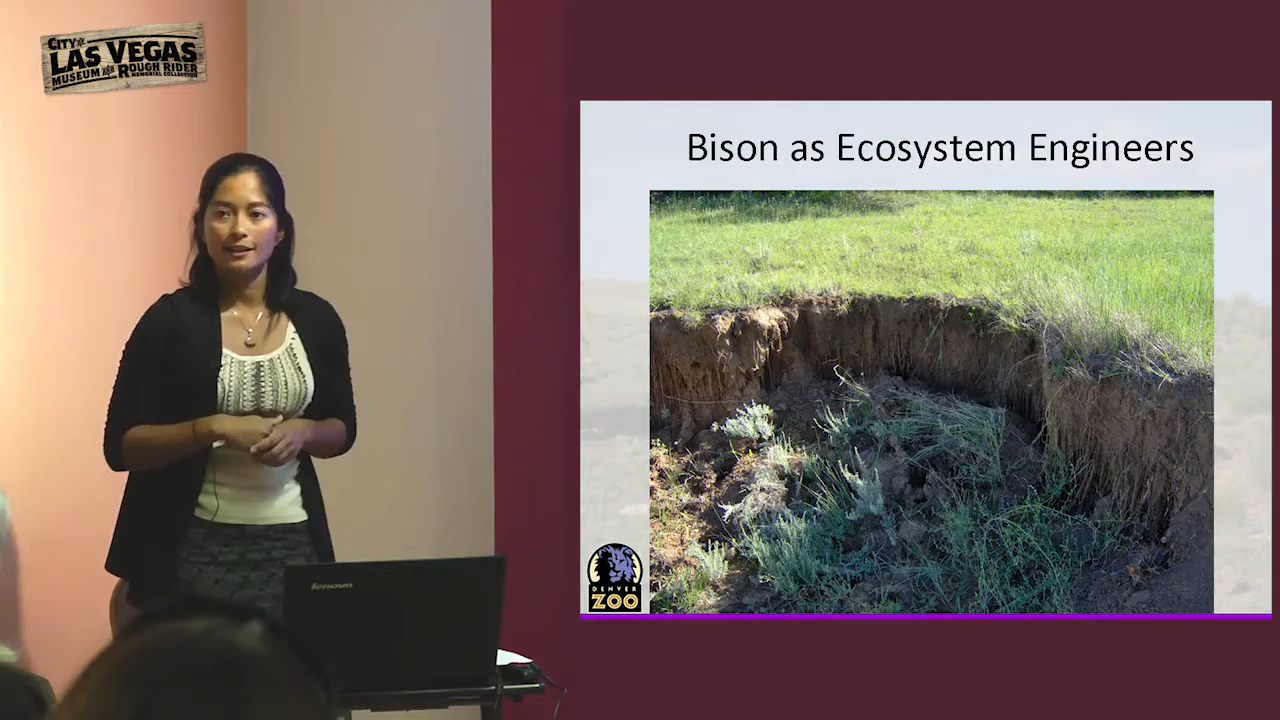 CITY OF
LAS VEGAS
MUSEUM AND ROUGH RIDER
MEMORIAL COLLECTION
Bison as Ecosystem Engineers
lenovo
DENVER
ZOO